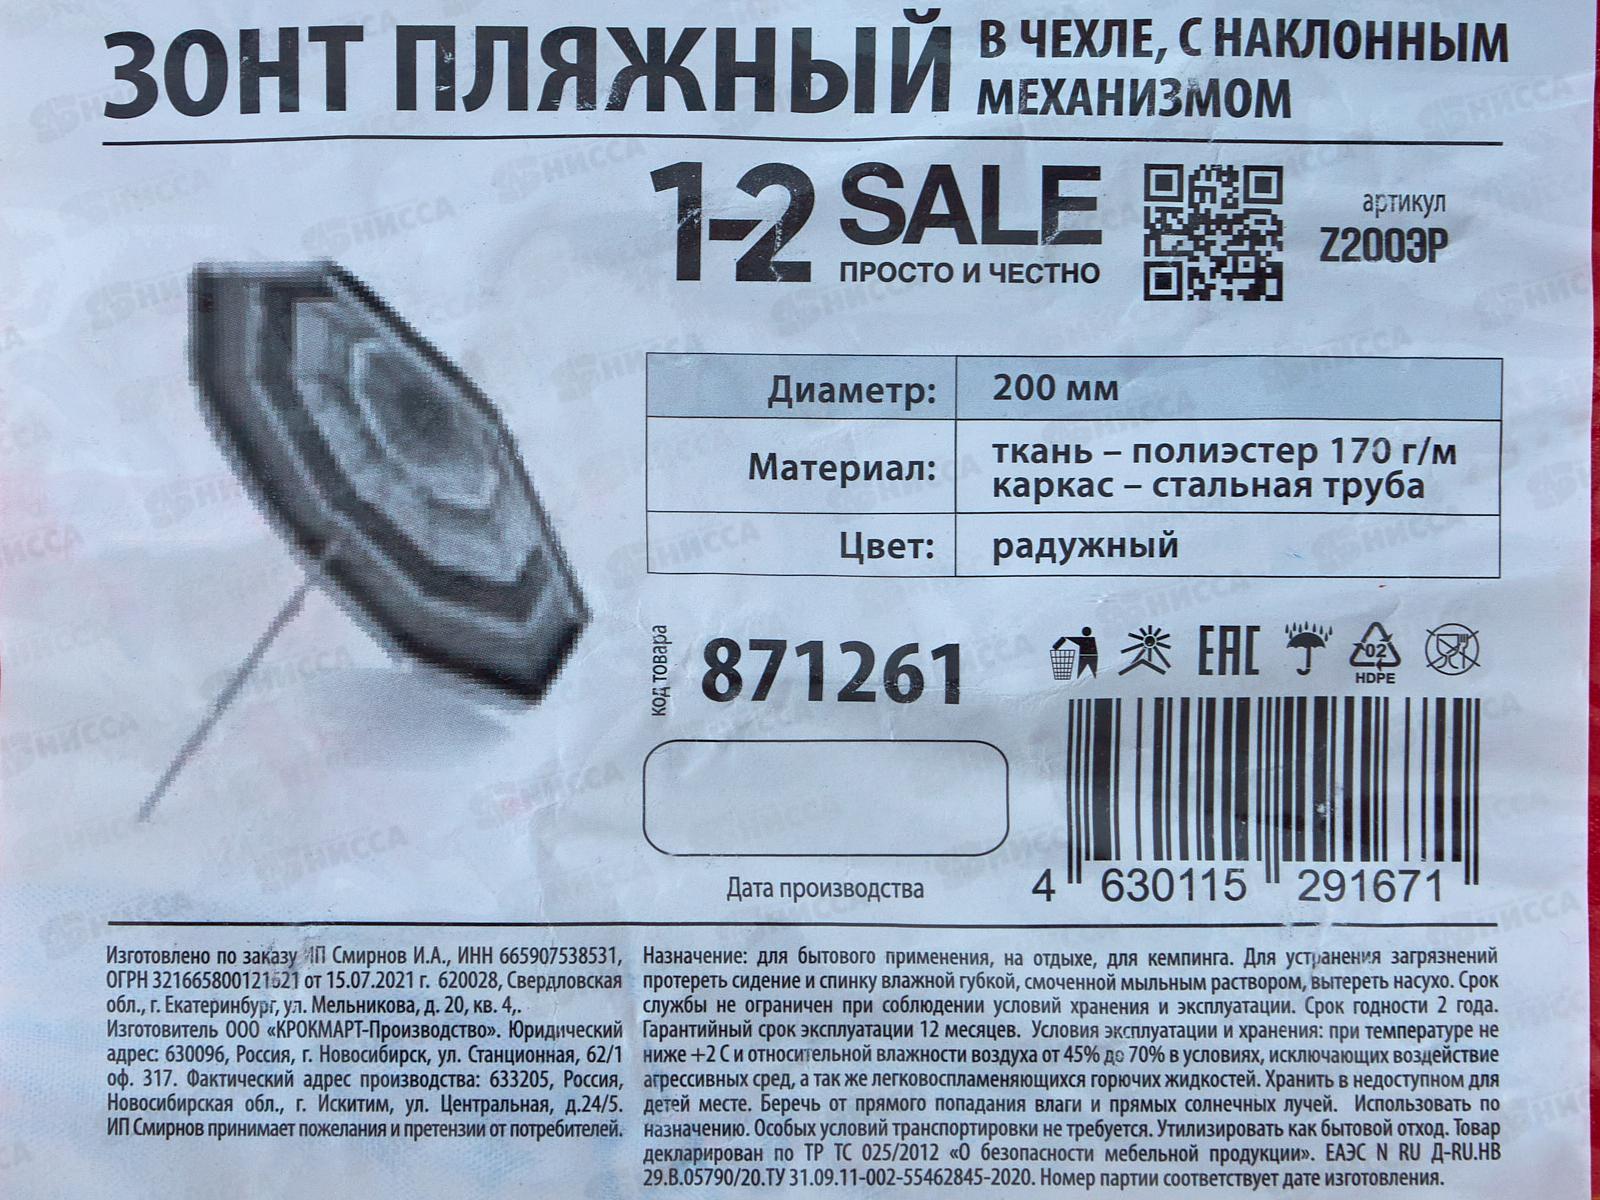 ЗОНТ ПЛЯЖНЫЙ В ЧЕХЛЕ, С НАКЛОННЫМ
МЕХАНИЗМОМ
1-2 SALE
ПРОСТО И ЧЕСТНО
артикул
Z200ЭР
Диаметр: 200 мм
Материал: ткань – полиэстер 170 г/м
каркас – стальная труба
Цвет: радужный
код товара
871261
EAC
02
HDPE
Дата производства
4 630115 291671
Изготовлено по заказу ИП Смирнов И.А., ИНН 665907538531,
ОГРН 321665800121521 от 15.07.2021 г. 620028, Свердловская
обл., г. Екатеринбург, ул. Мельникова, д. 20, кв. 4,.
Изготовитель ООО «КРОКМАРТ-Производство». Юридический
адрес: 630096, Россия, г. Новосибирск, ул. Станционная, 62/1
оф. 317. Фактический адрес производства: 633205, Россия,
Новосибирская обл., г. Искитим, ул. Центральная, д.24/5.
ИП Смирнов принимает пожелания и претензии от потребителей.
Назначение: для бытового применения, на отдыхе, для кемпинга. Для устранения загрязнений
протереть сидение и спинку влажной губкой, смоченной мыльным раствором, вытереть насухо. Срок
службы не ограничен при соблюдении условий хранения и эксплуатации. Срок годности 2 года.
Гарантийный срок эксплуатации 12 месяцев. Условия эксплуатации и хранения: при температуре не
ниже +2 С и относительной влажности воздуха от 45% до 70% в условиях, исключающих воздействие
агрессивных сред, а так же легковоспламеняющихся горючих жидкостей. Хранить в недоступном для
детей месте. Беречь от прямого попадания влаги и прямых солнечных лучей. Использовать по
назначению. Особых условий транспортировки не требуется. Утилизировать как бытовой отход. Товар
декларирован по ТР ТС 025/2012 «О безопасности мебельной продукции». ЕАЭС N RU Д-RU.НВ
29.В.05790/20.ТУ 31.09.11-002-55462845-2020. Номер партии соответствует дате изготовления.